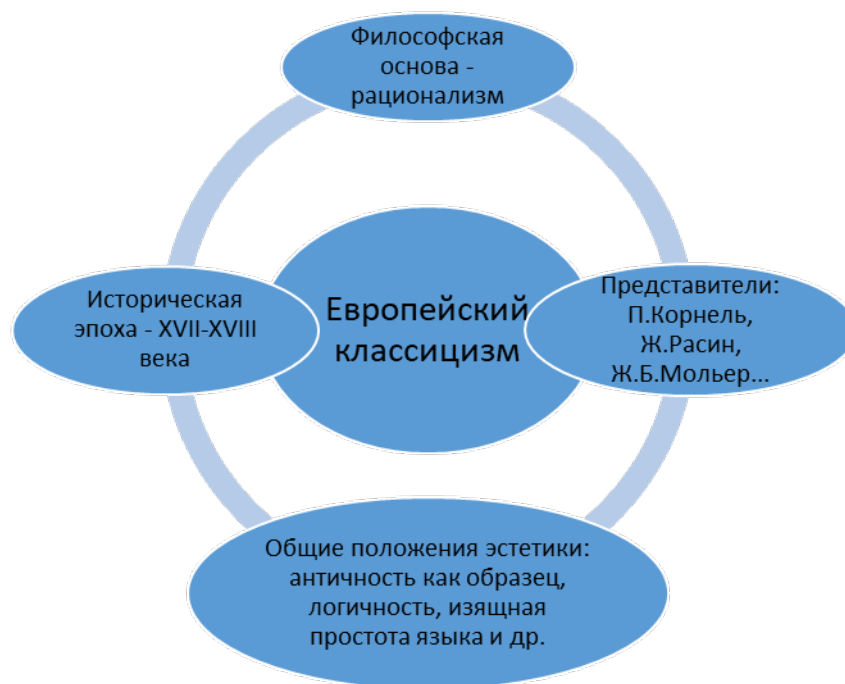 Философская
основа -
рационализм
Европейский
классицизм
Историческая
эпоха - XVII-XVIII
века
Представители:
П.Корнель,
Ж.Расин,
Ж.Б.Мольер...
Общие положения эстетики:
античность как образец,
логичность, изящная
простота языка и др.